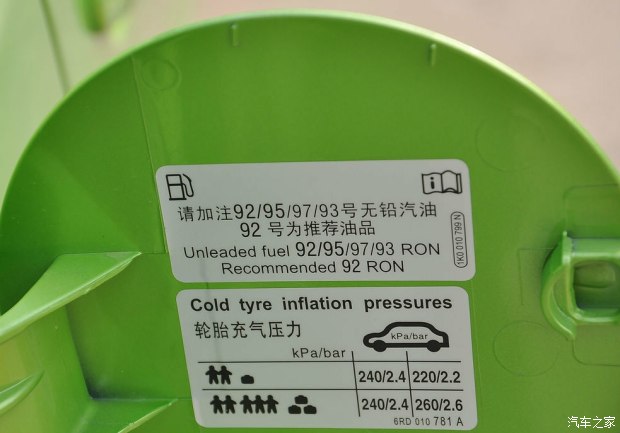 请加注92/95/97/93号无铅汽油
92 号为推荐油品
Unleaded fuel 92/95/97/93 RON
Recommended 92 RON
1K0 010 799 N
Cold tyre inflation pressures
轮胎充气压力
kPa/bar
kPa/bar
240/2.4 220/2.2
240/2.4 260/2.6
6RD 010 781 A
汽车之家